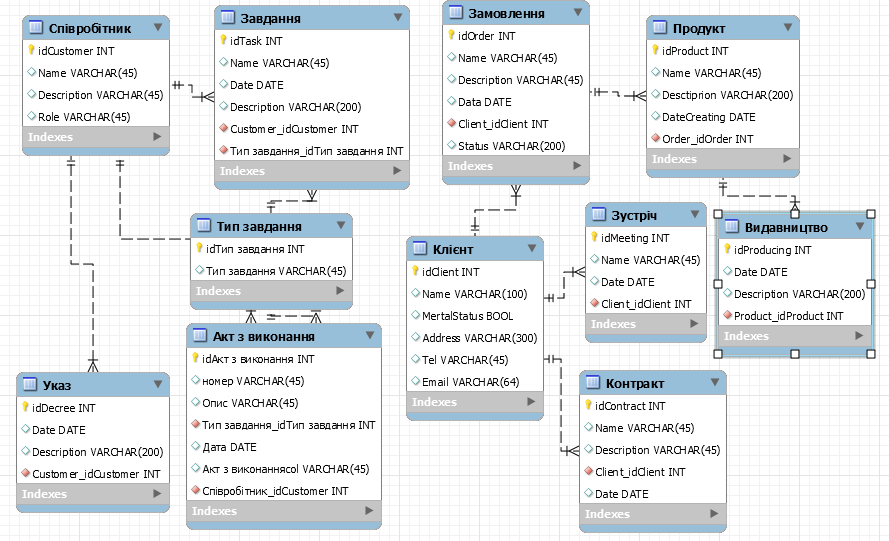 Співробітник
idCustomer INT
Name VARCHAR(45)
Description VARCHAR(45)
Role VARCHAR(45)
Indexes
Завдання
idTask INT
Name VARCHAR(45)
Date DATE
Description VARCHAR(200)
Customer_idCustomer INT
Тип завдання_idТип завдання INT
Indexes
Замовлення
idOrder INT
Name VARCHAR(45)
Description VARCHAR(45)
Data DATE
Client_idClient INT
Status VARCHAR(200)
Indexes
Продукт
idProduct INT
Name VARCHAR(45)
Desctiprion VARCHAR(200)
DateCreating DATE
Order_idOrder INT
Indexes
Тип завдання
idТип завдання INT
Тип завдання VARCHAR(45)
Indexes
Клієнт
idClient INT
Name VARCHAR(100)
MertalStatus BOOL
Address VARCHAR(300)
Tel VARCHAR(45)
Email VARCHAR(64)
Indexes
Зустріч
idMeeting INT
Name VARCHAR(45)
Date DATE
Client_idClient INT
Indexes
Видавництво
idProducing INT
Date DATE
Description VARCHAR(200)
Product_idProduct INT
Indexes
Указ
idDecree INT
Date DATE
Description VARCHAR(200)
Customer_idCustomer INT
Indexes
Акт з виконання
idАкт з виконання INT
номер VARCHAR(45)
Опис VARCHAR(45)
Тип завдання_idТип завдання INT
Дата DATE
Акт з виконанняcol VARCHAR(45)
Співробітник_idCustomer INT
Indexes
Контракт
idContract INT
Name VARCHAR(45)
Description VARCHAR(45)
Client_idClient INT
Date DATE
Indexes